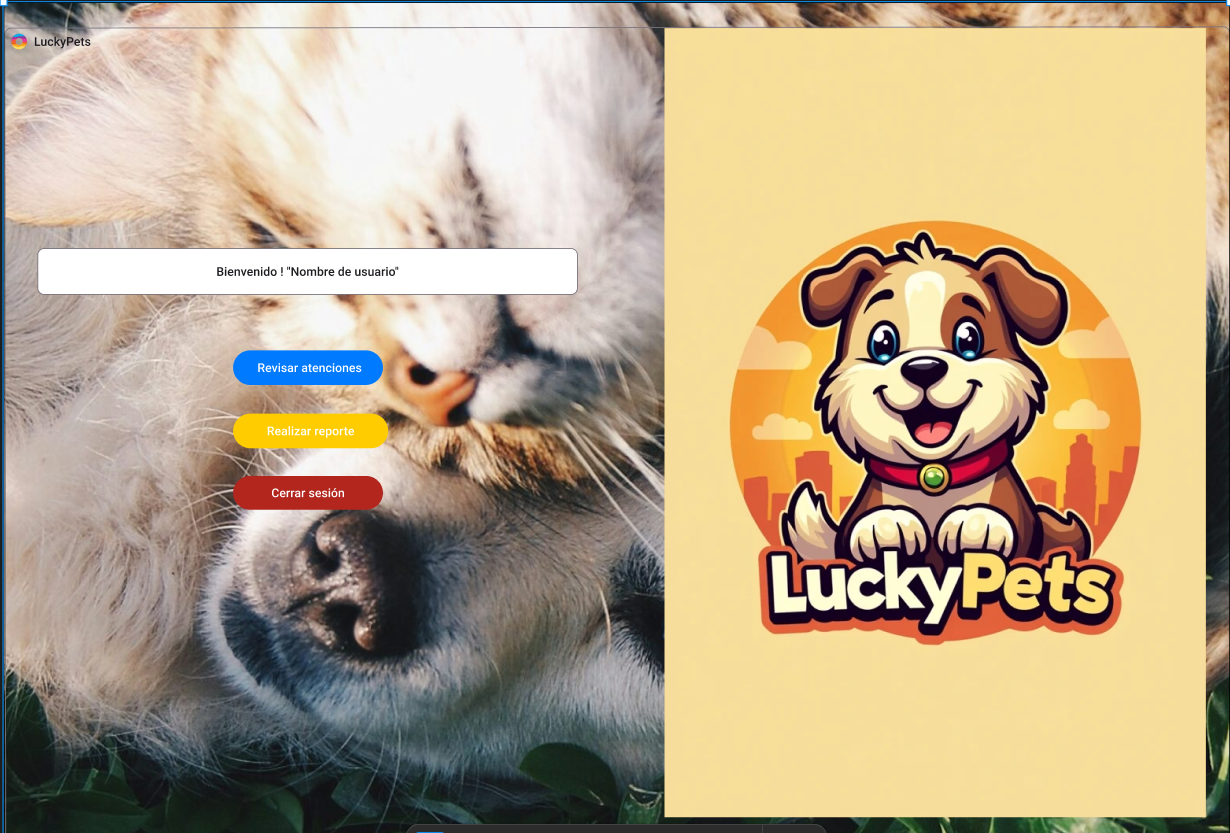 LuckyPets
Bienvenido ! "Nombre de usuario"
Revisar atenciones
Realizar reporte
Cerrar sesión
LuckyPets